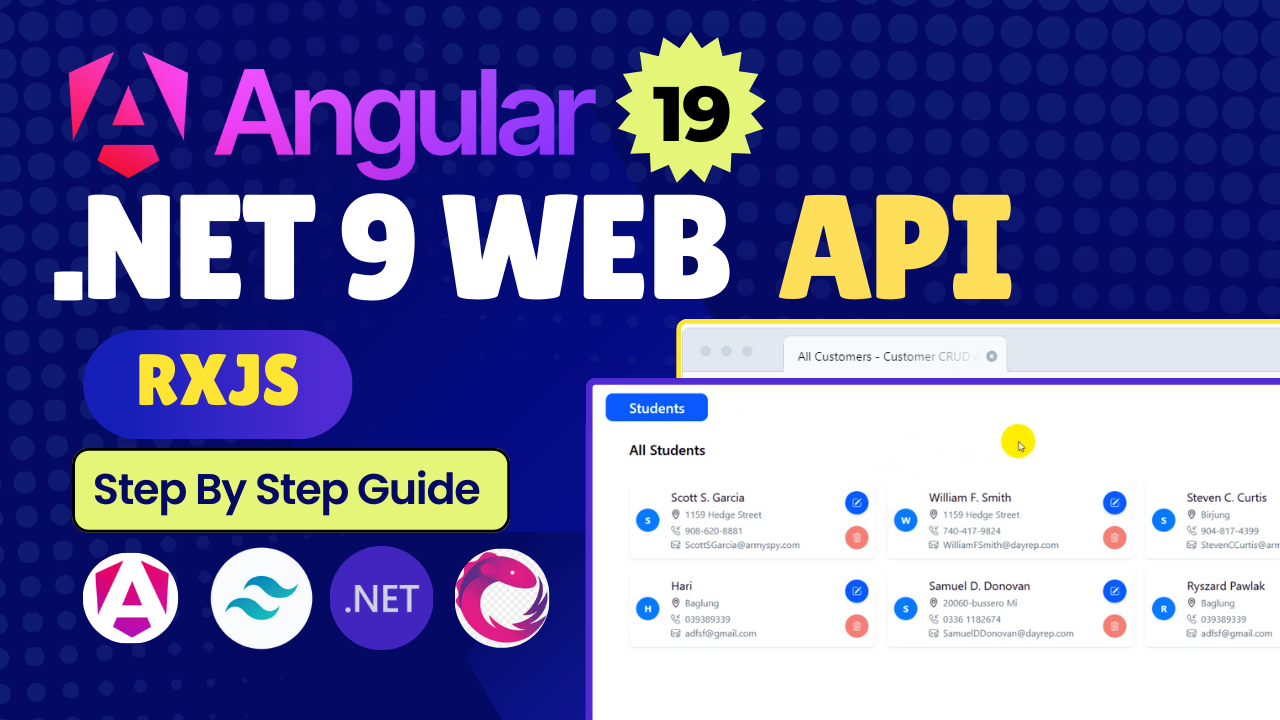 Angular 19
.NET 9 WEB API
RXJS
Step By Step Guide
.NET
All Customers - Customer CRUD
Students
All Students
S
Scott S. Garcia
1159 Hedge Street
908-620-8881
ScottSGarcia@armyspy.com
W
William F. Smith
1159 Hedge Street
740-417-9824
WilliamFSmith@dayrep.com
S
Steven C. Curtis
Birjung
904-817-4399
StevenCCurtis@arm
H
Hari
Baglung
039389339
adfsf@gmail.com
S
Samuel D. Donovan
20060-bussero Mi
0336 1182674
SamuelDDonovan@dayrep.com
R
Ryszard Pawlak
Baglung
039389339
adfsf@gmail.com